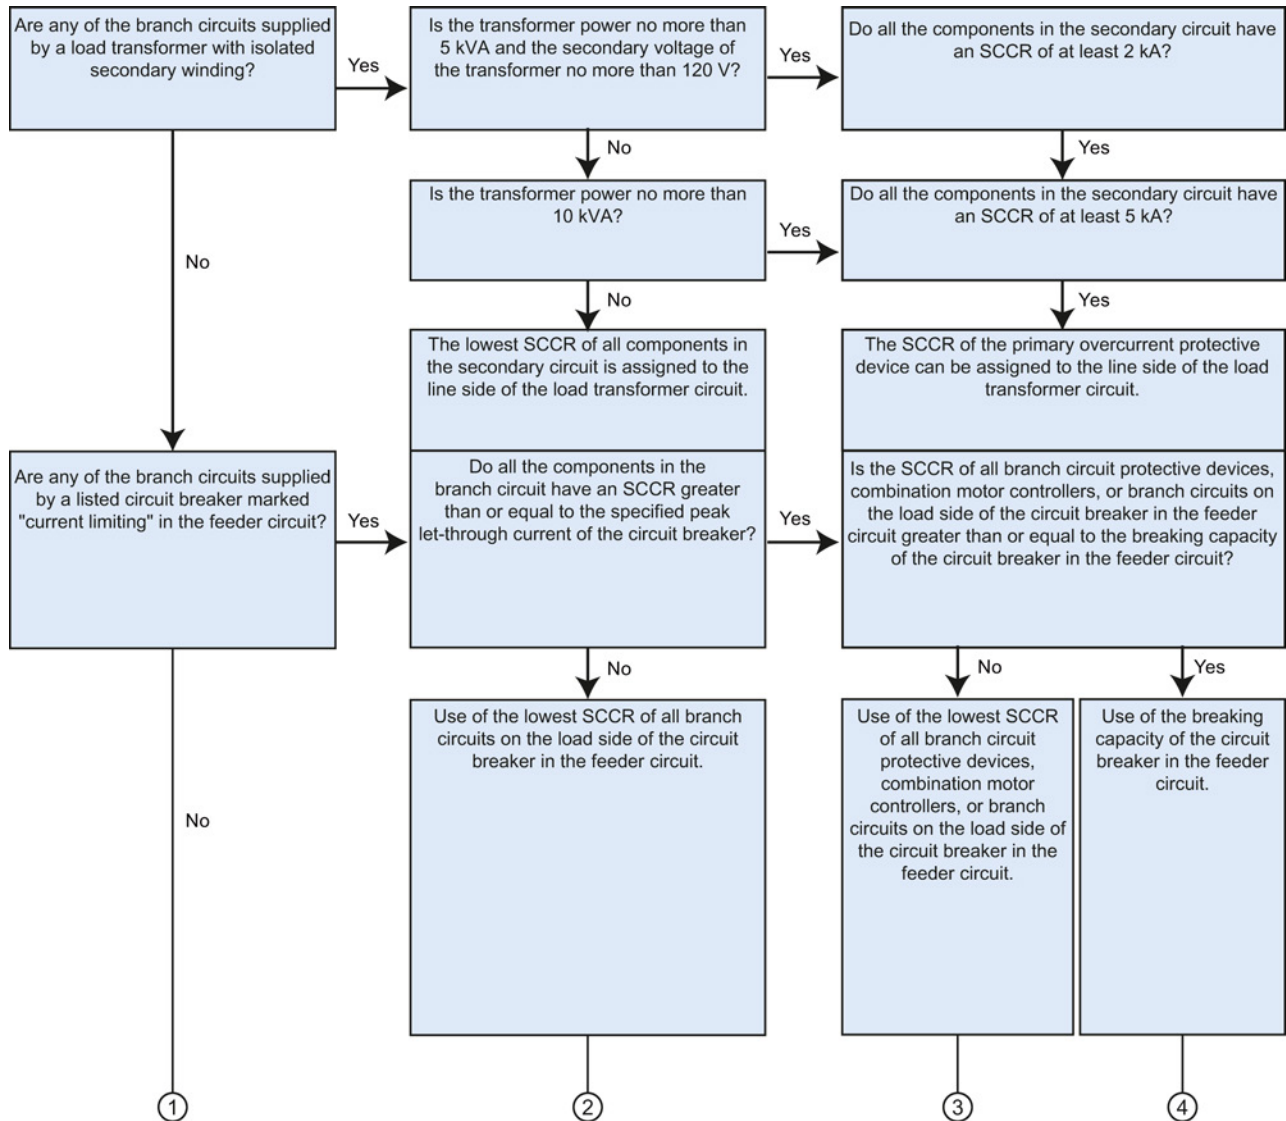 Are any of the branch circuits supplied
by a load transformer with isolated
secondary winding?
Yes
Is the transformer power no more than
5 kVA and the secondary voltage of
the transformer no more than 120 V?
Yes
Do all the components in the secondary circuit have
an SCCR of at least 2 kA?
No
Yes
Is the transformer power no more than
10 kVA?
Yes
Do all the components in the secondary circuit have
an SCCR of at least 5 kA?
No
No
Yes
The lowest SCCR of all components in
the secondary circuit is assigned to the
line side of the load transformer circuit.
The SCCR of the primary overcurrent protective
device can be assigned to the line side of the load
transformer circuit.
Are any of the branch circuits supplied
by a listed circuit breaker marked
"current limiting" in the feeder circuit?
Yes
Do all the components in the
branch circuit have an SCCR greater
than or equal to the specified peak
let-through current of the circuit breaker?
Yes
Is the SCCR of all branch circuit protective devices,
combination motor controllers, or branch circuits on
the load side of the circuit breaker in the feeder
circuit greater than or equal to the breaking capacity
of the circuit breaker in the feeder circuit?
No
No
Yes
Use of the lowest SCCR of all branch
circuits on the load side of the circuit
breaker in the feeder circuit.
Use of the lowest SCCR
of all branch circuit
protective devices,
combination motor
controllers, or branch
circuits on the load side of
the circuit breaker in the
feeder circuit.
Use of the breaking
capacity of the circuit
breaker in the feeder
circuit.
No
1
2
3
4